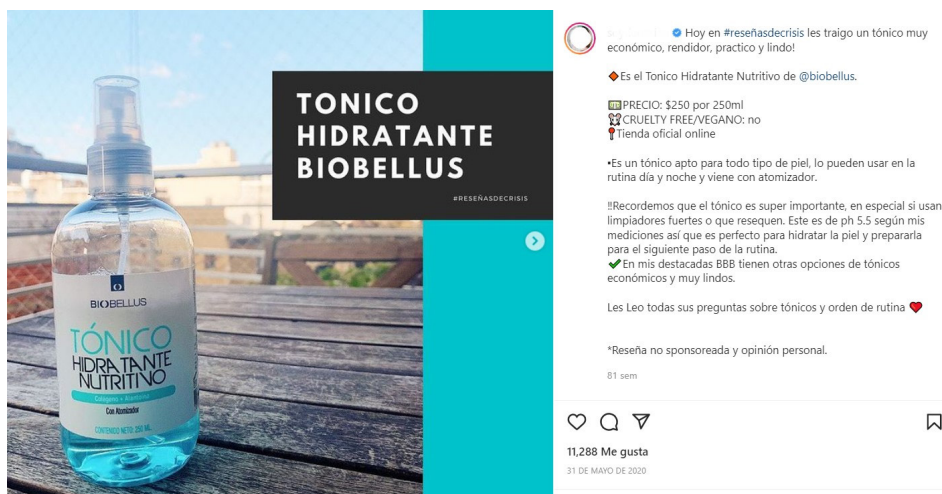 TONICO
HIDRATANTE
BIOBELLUS
#RESEÑASDECRISIS
BIOBELLUS
TÓNICO
HIDRATANTE
NUTRITIVO
Colágeno + Alantoína
Con Atomizador
CONTENIDO NETO: 250 ML.
Hoy en #reseñasdecrisis les traigo un tónico muy
económico, rendidor, practico y lindo!
Es el Tonico Hidratante Nutritivo de @biobellus.
PRECIO: $250 por 250ml
CRUELTY FREE/VEGANO: no
Tienda oficial online
•Es un tónico apto para todo tipo de piel, lo pueden usar en la
rutina día y noche y viene con atomizador.
‼Recordemos que el tónico es super importante, en especial si usan
limpiadores fuertes o que resequen. Este es de ph 5.5 según mis
mediciones así que es perfecto para hidratar la piel y prepararla
para el siguiente paso de la rutina.
En mis destacadas BBB tienen otras opciones de tónicos
económicos y muy lindos.
Les Leo todas sus preguntas sobre tónicos y orden de rutina
*Reseña no sponsoreada y opinión personal.
81 sem
11,288 Me gusta
31 DE MAYO DE 2020